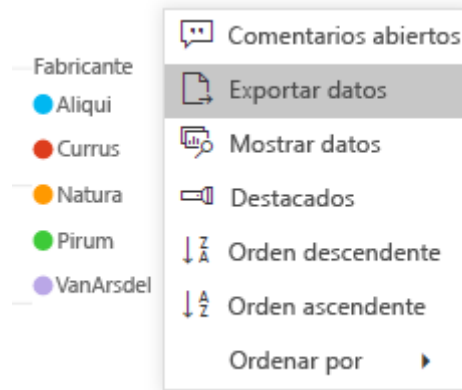 Fabricante
Aliqui
Currus
Natura
Pirum
VanArsdel
Comentarios abiertos
Exportar datos
Mostrar datos
Destacados
Orden descendente
Orden ascendente
Ordenar por